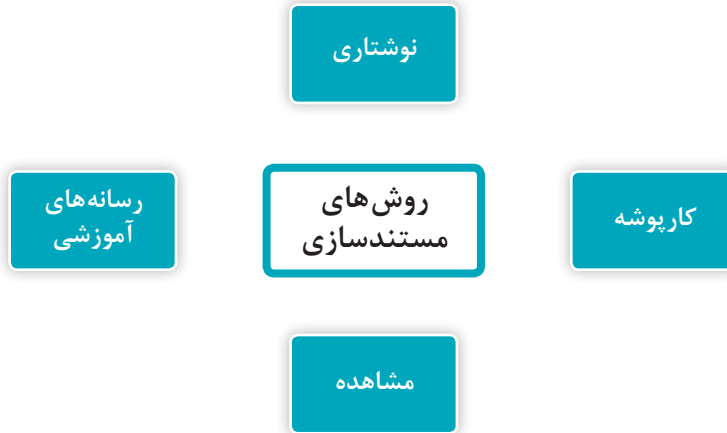 نوشتاری
کارپوشه
روش‌های
مستندسازی
رسانه‌های
آموزشی
مشاهده